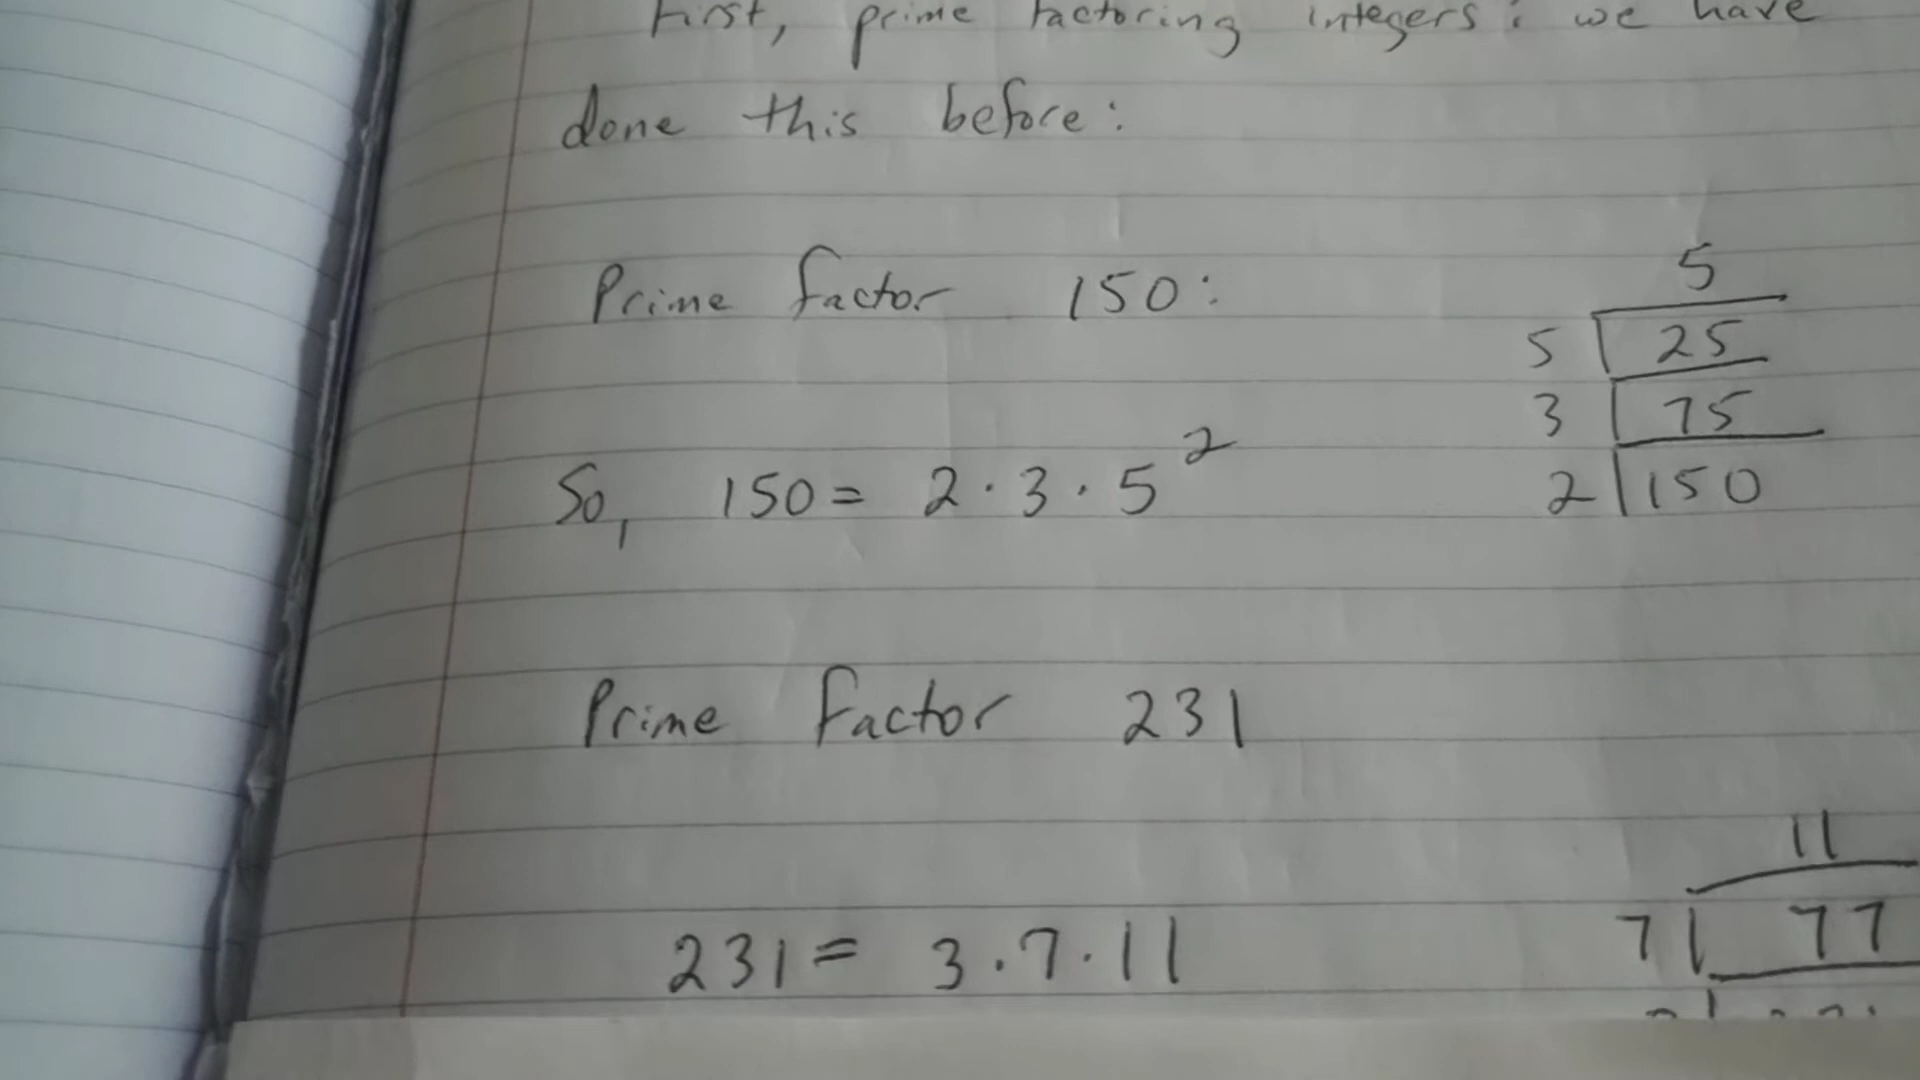 First, prime factoring integers: we have
done this before:
Prime factor 150:
5
5 25
3 75
2 150
So, 150 = 2 · 3 · 5²
Prime Factor 231
11
7 77
231 = 3 · 7 · 11